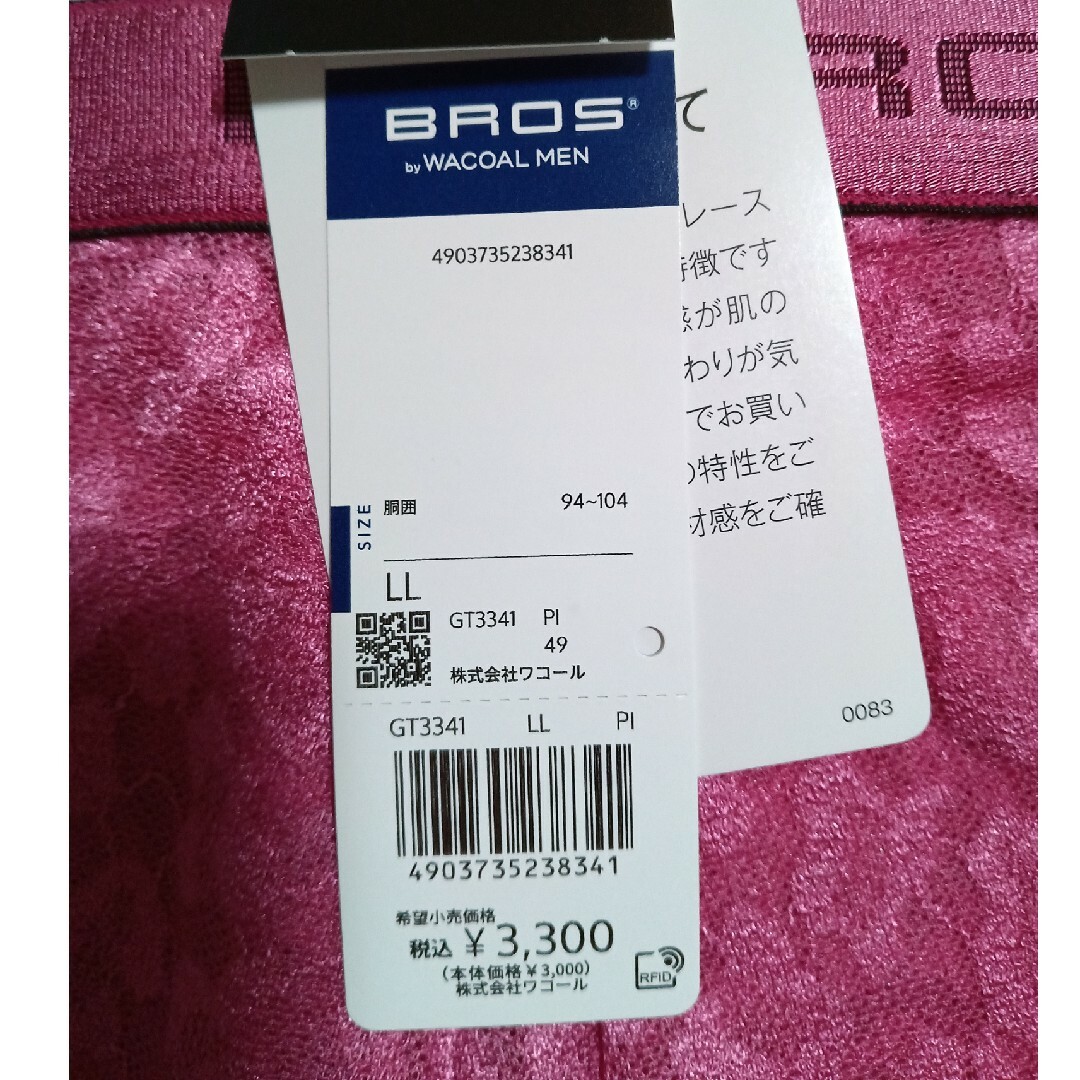 BROS®
by WACOAL MEN
4903735238341
SIZE
胴囲 94~104
LL
GT3341 PI
49
株式会社ワコール
GT3341 LL PI
4903735238341
希望小売価格
税込 ¥3,300
(本体価格¥3,000)
株式会社ワコール
RFID
て
レース
特徴です
感が肌の
わりが気
でお買い
の特性をご
材感をご確
0083